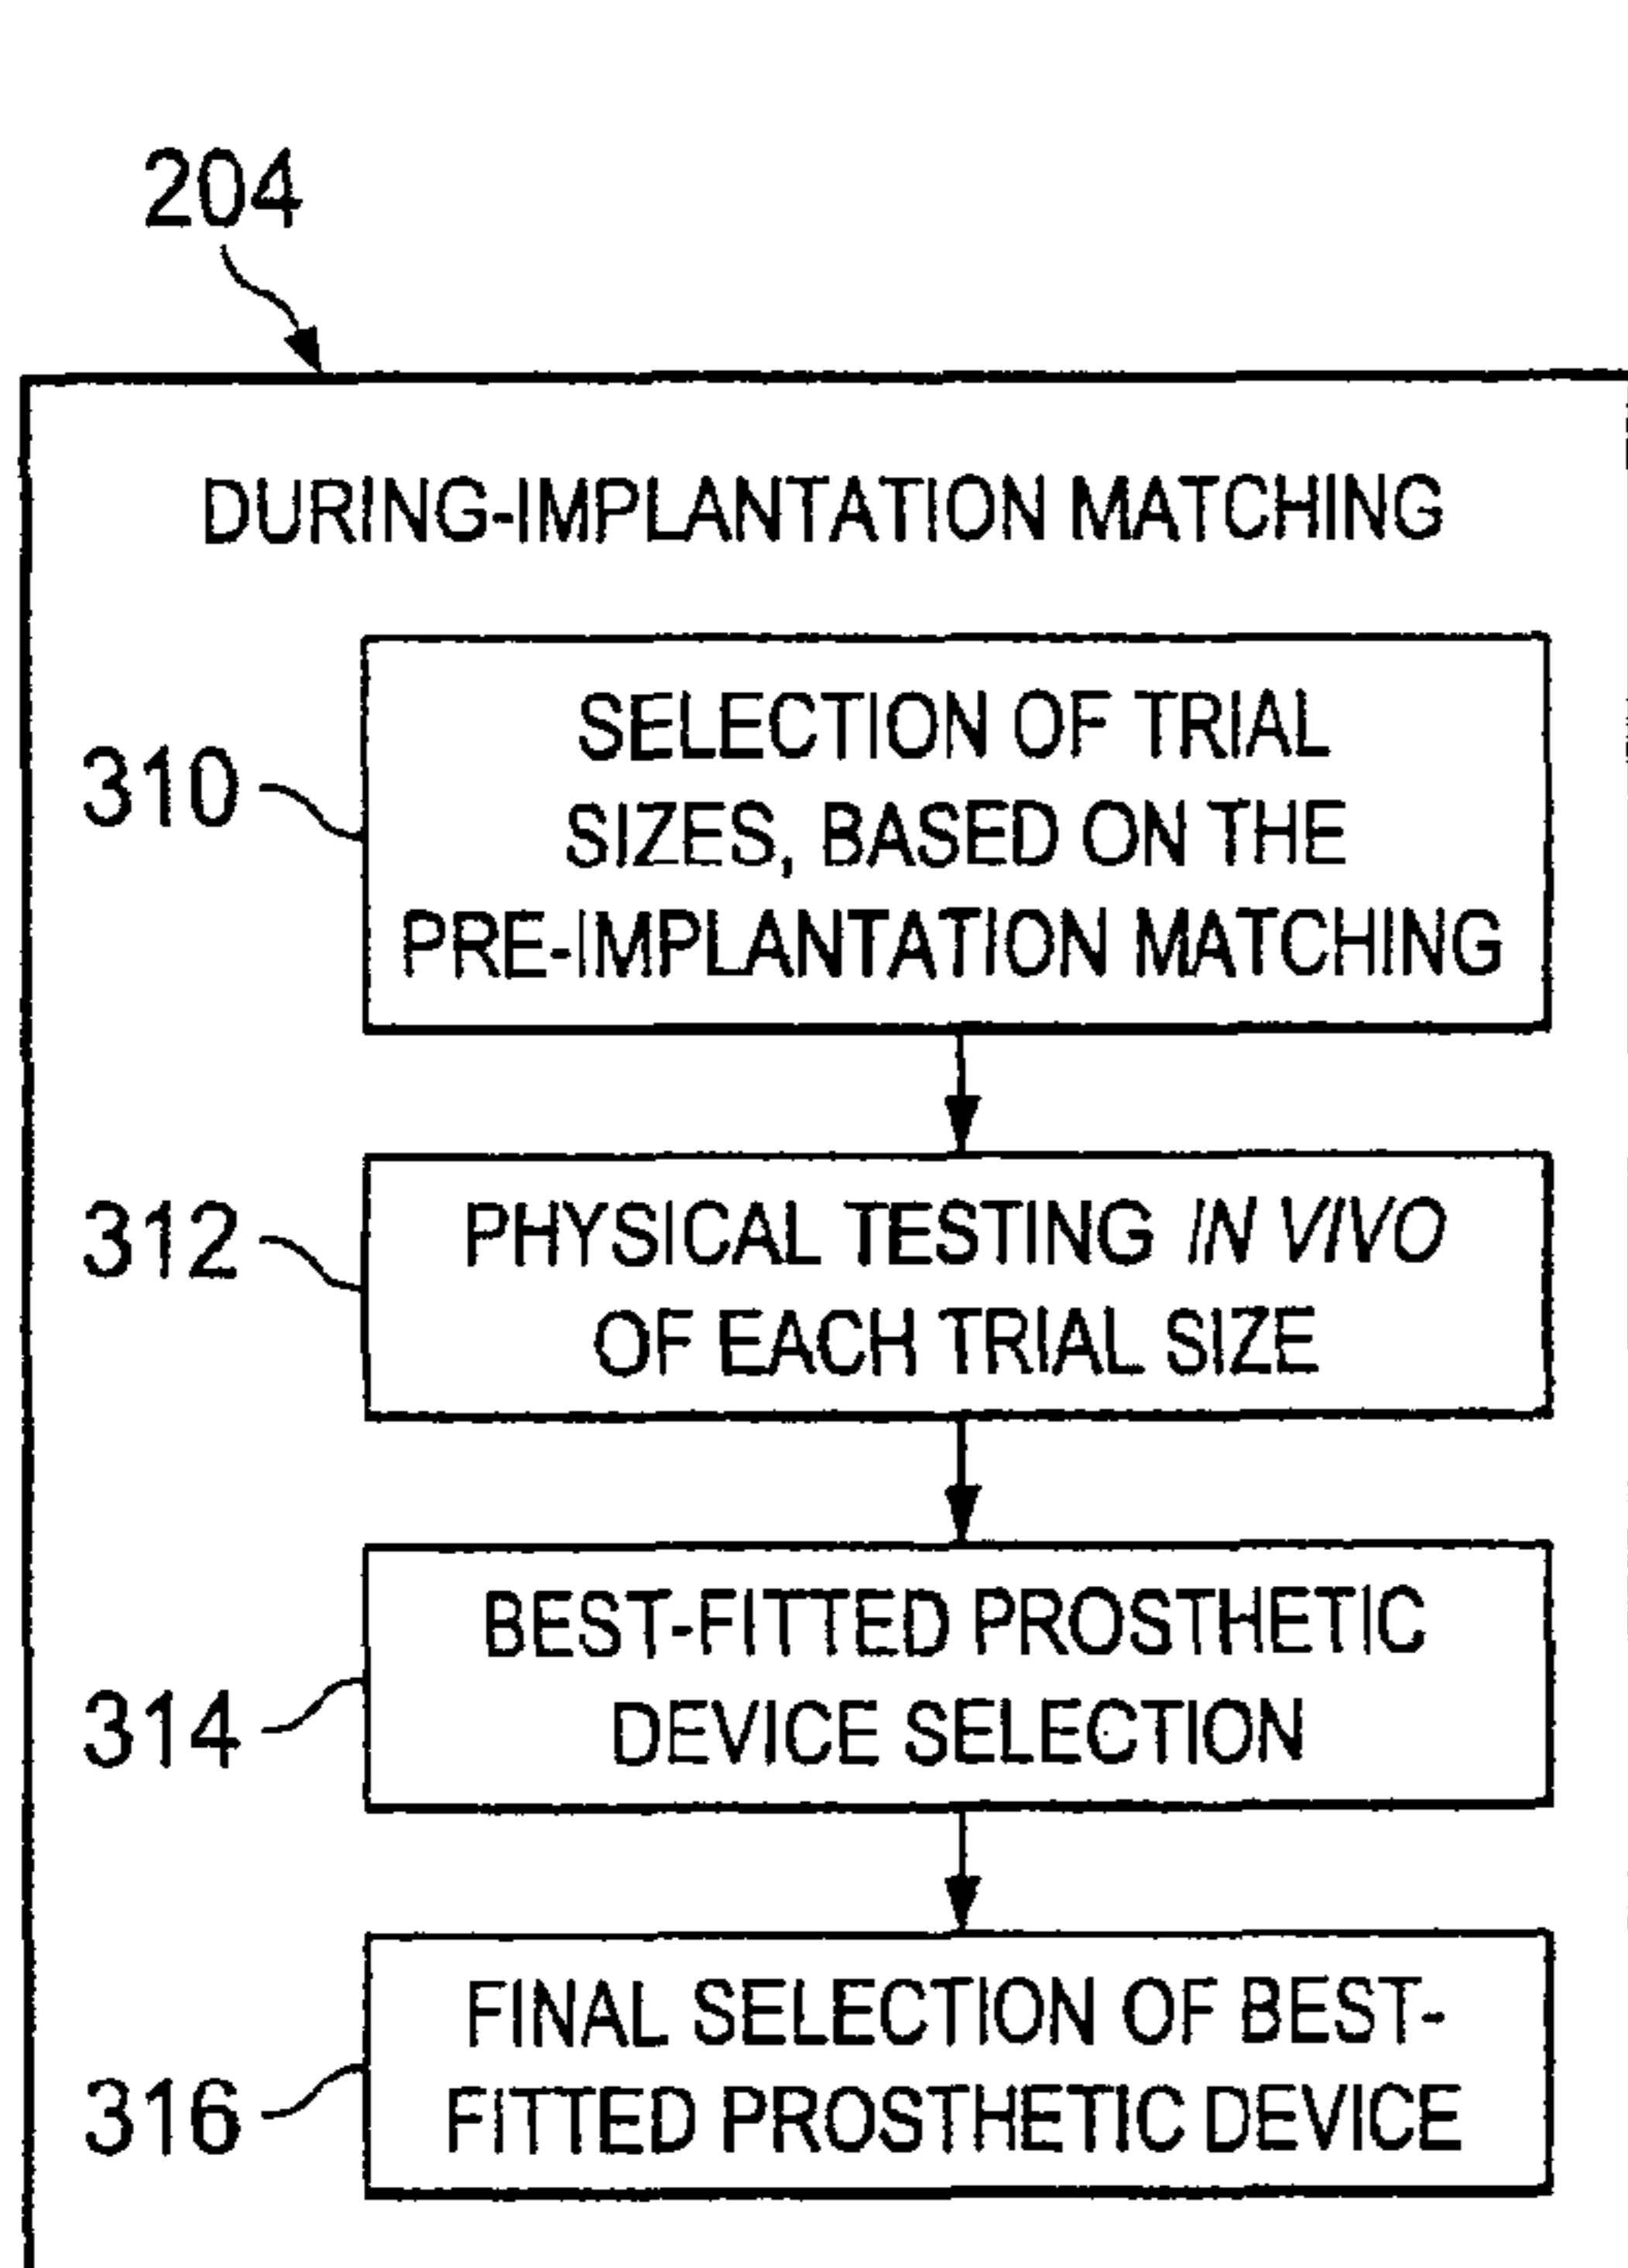 204
DURING-IMPLANTATION MATCHING
310
SELECTION OF TRIAL
SIZES, BASED ON THE
PRE-IMPLANTATION MATCHING
312
PHYSICAL TESTING IN VIVO
OF EACH TRIAL SIZE
314
BEST-FITTED PROSTHETIC
DEVICE SELECTION
316
FINAL SELECTION OF BEST-
FITTED PROSTHETIC DEVICE